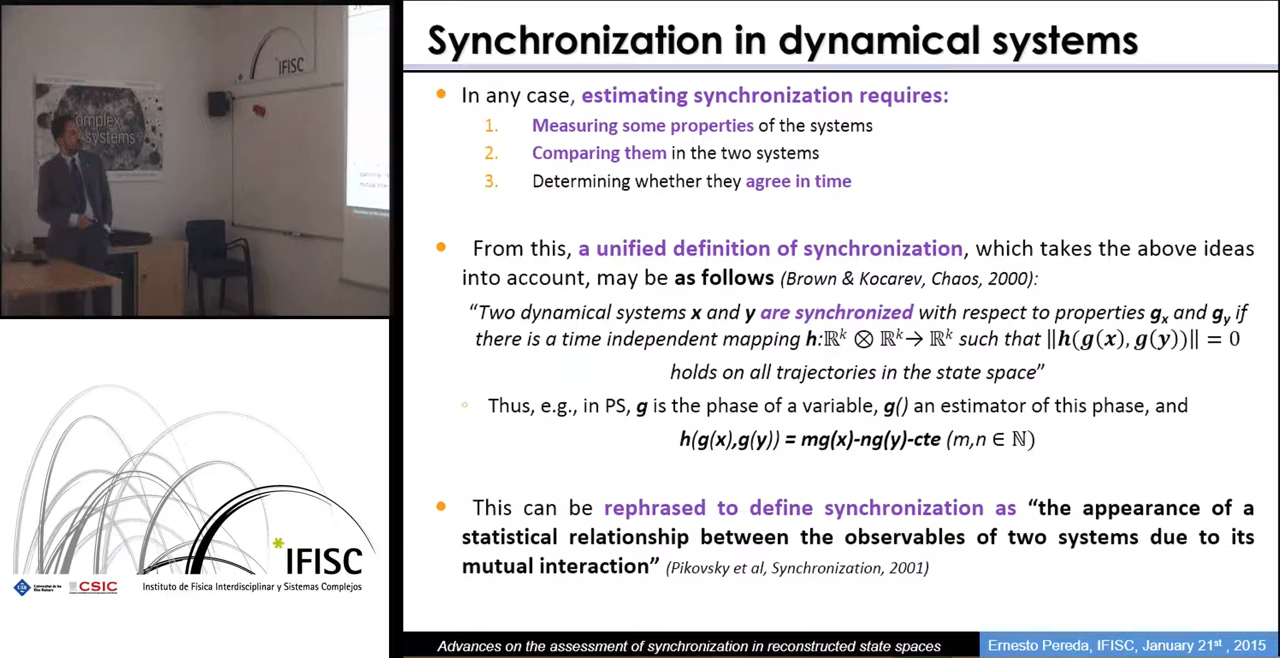 omplex
systems
IFISC
Synchronization in dynamical systems
In any case, estimating synchronization requires:
1. Measuring some properties of the systems
2. Comparing them in the two systems
3. Determining whether they agree in time
From this, a unified definition of synchronization, which takes the above ideas
into account, may be as follows (Brown & Kocarev, Chaos, 2000):
“Two dynamical systems x and y are synchronized with respect to properties gₓ and gᵧ if
there is a time independent mapping h:ℝᵏ ⊗ ℝᵏ→ ℝᵏ such that ‖h(g(x), g(y))‖ = 0
holds on all trajectories in the state space”
Thus, e.g., in PS, g is the phase of a variable, g() an estimator of this phase, and
h(g(x),g(y)) = mg(x)-ng(y)-cte (m,n ∈ ℕ)
This can be rephrased to define synchronization as “the appearance of a
statistical relationship between the observables of two systems due to its
mutual interaction” (Pikovsky et al, Synchronization, 2001)
*IFISC
UIB
CSIC
Instituto de Física Interdisciplinar y Sistemas Complejos
Advances on the assessment of synchronization in reconstructed state spaces
Ernesto Pereda, IFISC, January 21st , 2015